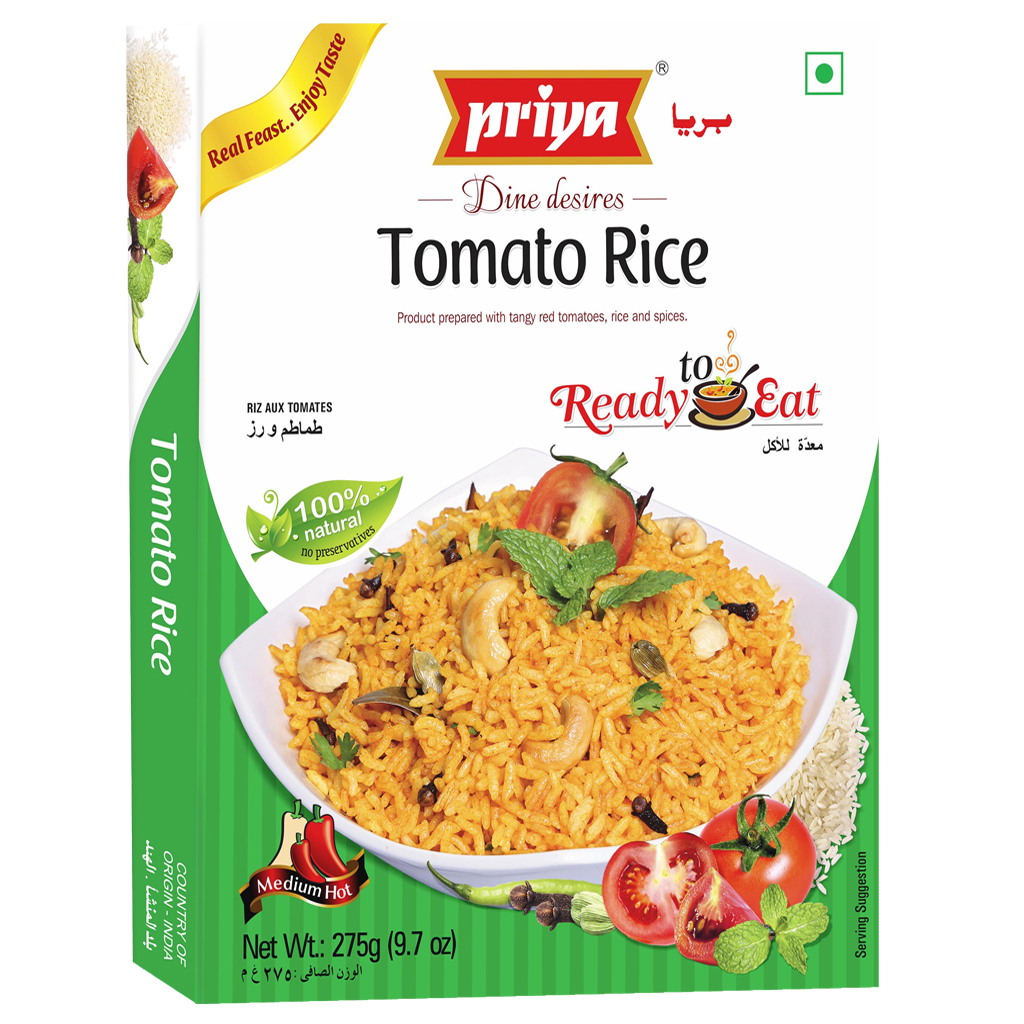 Real Feast.. Enjoy Taste
priya
®
بريا
Dine desires
Tomato Rice
Product prepared with tangy red tomatoes, rice and spices.
Ready to Eat
معدّة للأكل
RIZ AUX TOMATES
طماطم و رز
100%
natural
no preservatives
Medium Hot
Net Wt.: 275g (9.7 oz)
الوزن الصافى: ٢٧٥ غ م
Serving Suggestion
Tomato Rice
COUNTRY OF
ORIGIN - INDIA
بلد المنشأ - الهند